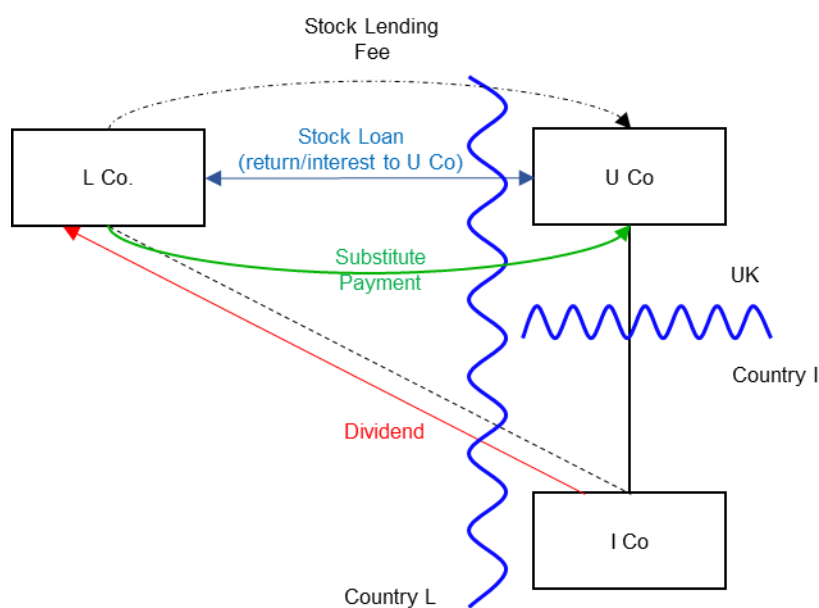 Stock Lending
Fee
L Co.
Stock Loan
(return/interest to U Co)
U Co
Substitute
Payment
UK
Country I
Dividend
I Co
Country L